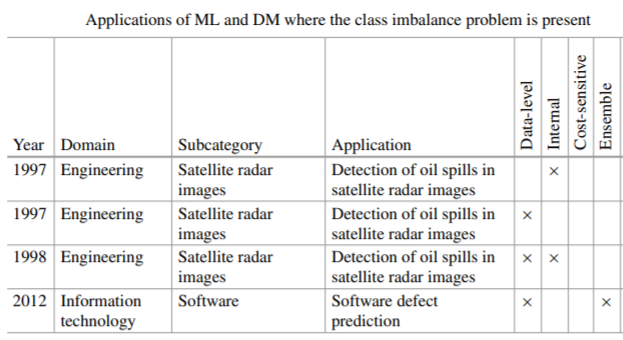 Applications of ML and DM where the class imbalance problem is present
Year Domain Subcategory Application Data-level Internal Cost-sensitive Ensemble
1997 Engineering Satellite radar Detection of oil spills in ×
images satellite radar images
1997 Engineering Satellite radar Detection of oil spills in ×
images satellite radar images
1998 Engineering Satellite radar Detection of oil spills in × ×
images satellite radar images
2012 Information Software Software defect × ×
technology prediction